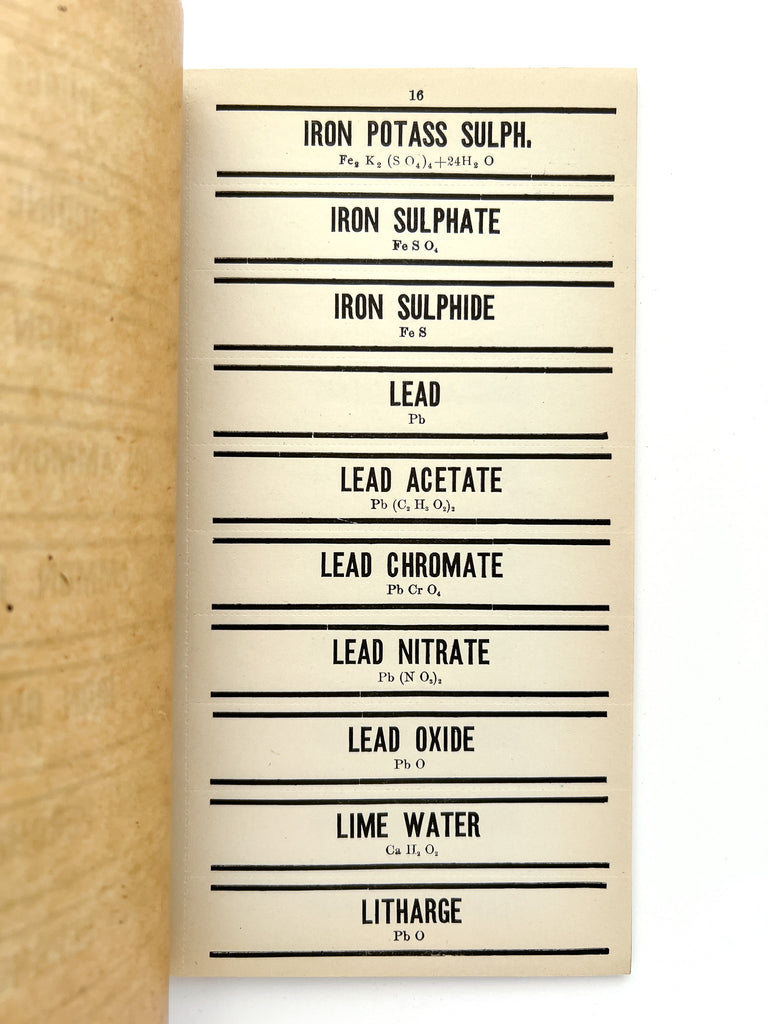 16
IRON POTASS SULPH.
Fe₂ K₂ (S O₄)₄+24H₂ O
IRON SULPHATE
Fe S O₄
IRON SULPHIDE
Fe S
LEAD
Pb
LEAD ACETATE
Pb (C₂ H₃ O₂)₂
LEAD CHROMATE
Pb Cr O₄
LEAD NITRATE
Pb (N O₃)₂
LEAD OXIDE
Pb O
LIME WATER
Ca H₂ O₂
LITHARGE
Pb O